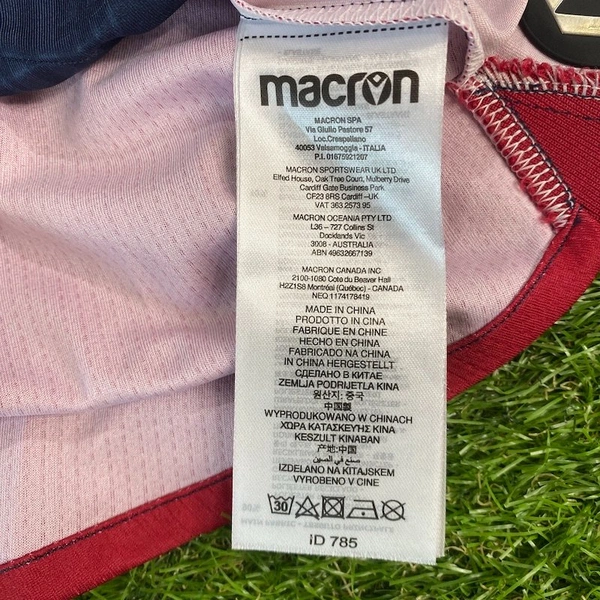 macron
MACRON SPA
Via Giulio Pastore 57
Loc.Crespellano
40053 Valsamoggia - ITALIA
P.I. 01675921207
MACRON SPORTSWEAR UK LTD
Elfed House, Oak Tree Court, Mulberry Drive
Cardiff Gate Business Park
CF23 8RS Cardiff –UK
VAT 363 2573 95
MACRON OCEANIA PTY LTD
L36 – 727 Collins St
Docklands Vic
3008 - AUSTRALIA
ABN 49632667139
MACRON CANADA INC
2100-1080 Cote du Beaver Hall
H2Z1S8 Montréal (Québec) - CANADA
NEQ 1174178419
MADE IN CHINA
PRODOTTO IN CINA
FABRIQUE EN CHINE
HECHO EN CHINA
FABRICADO NA CHINA
IN CHINA HERGESTELLT
СДЕЛАНО В КИТАЕ
ZEMLJA PODRIJETLA KINA
원산지: 중국
中国製
WYPRODUKOWANO W CHINACH
ΧΩΡΑ ΚΑΤΑΣΚΕΥΗΣ ΚΙΝΑ
KESZULT KINABAN
产地:中国
صنع في الصين
IZDELANO NA KITAJSKEM
VYROBENO V CINE
30
ID 785